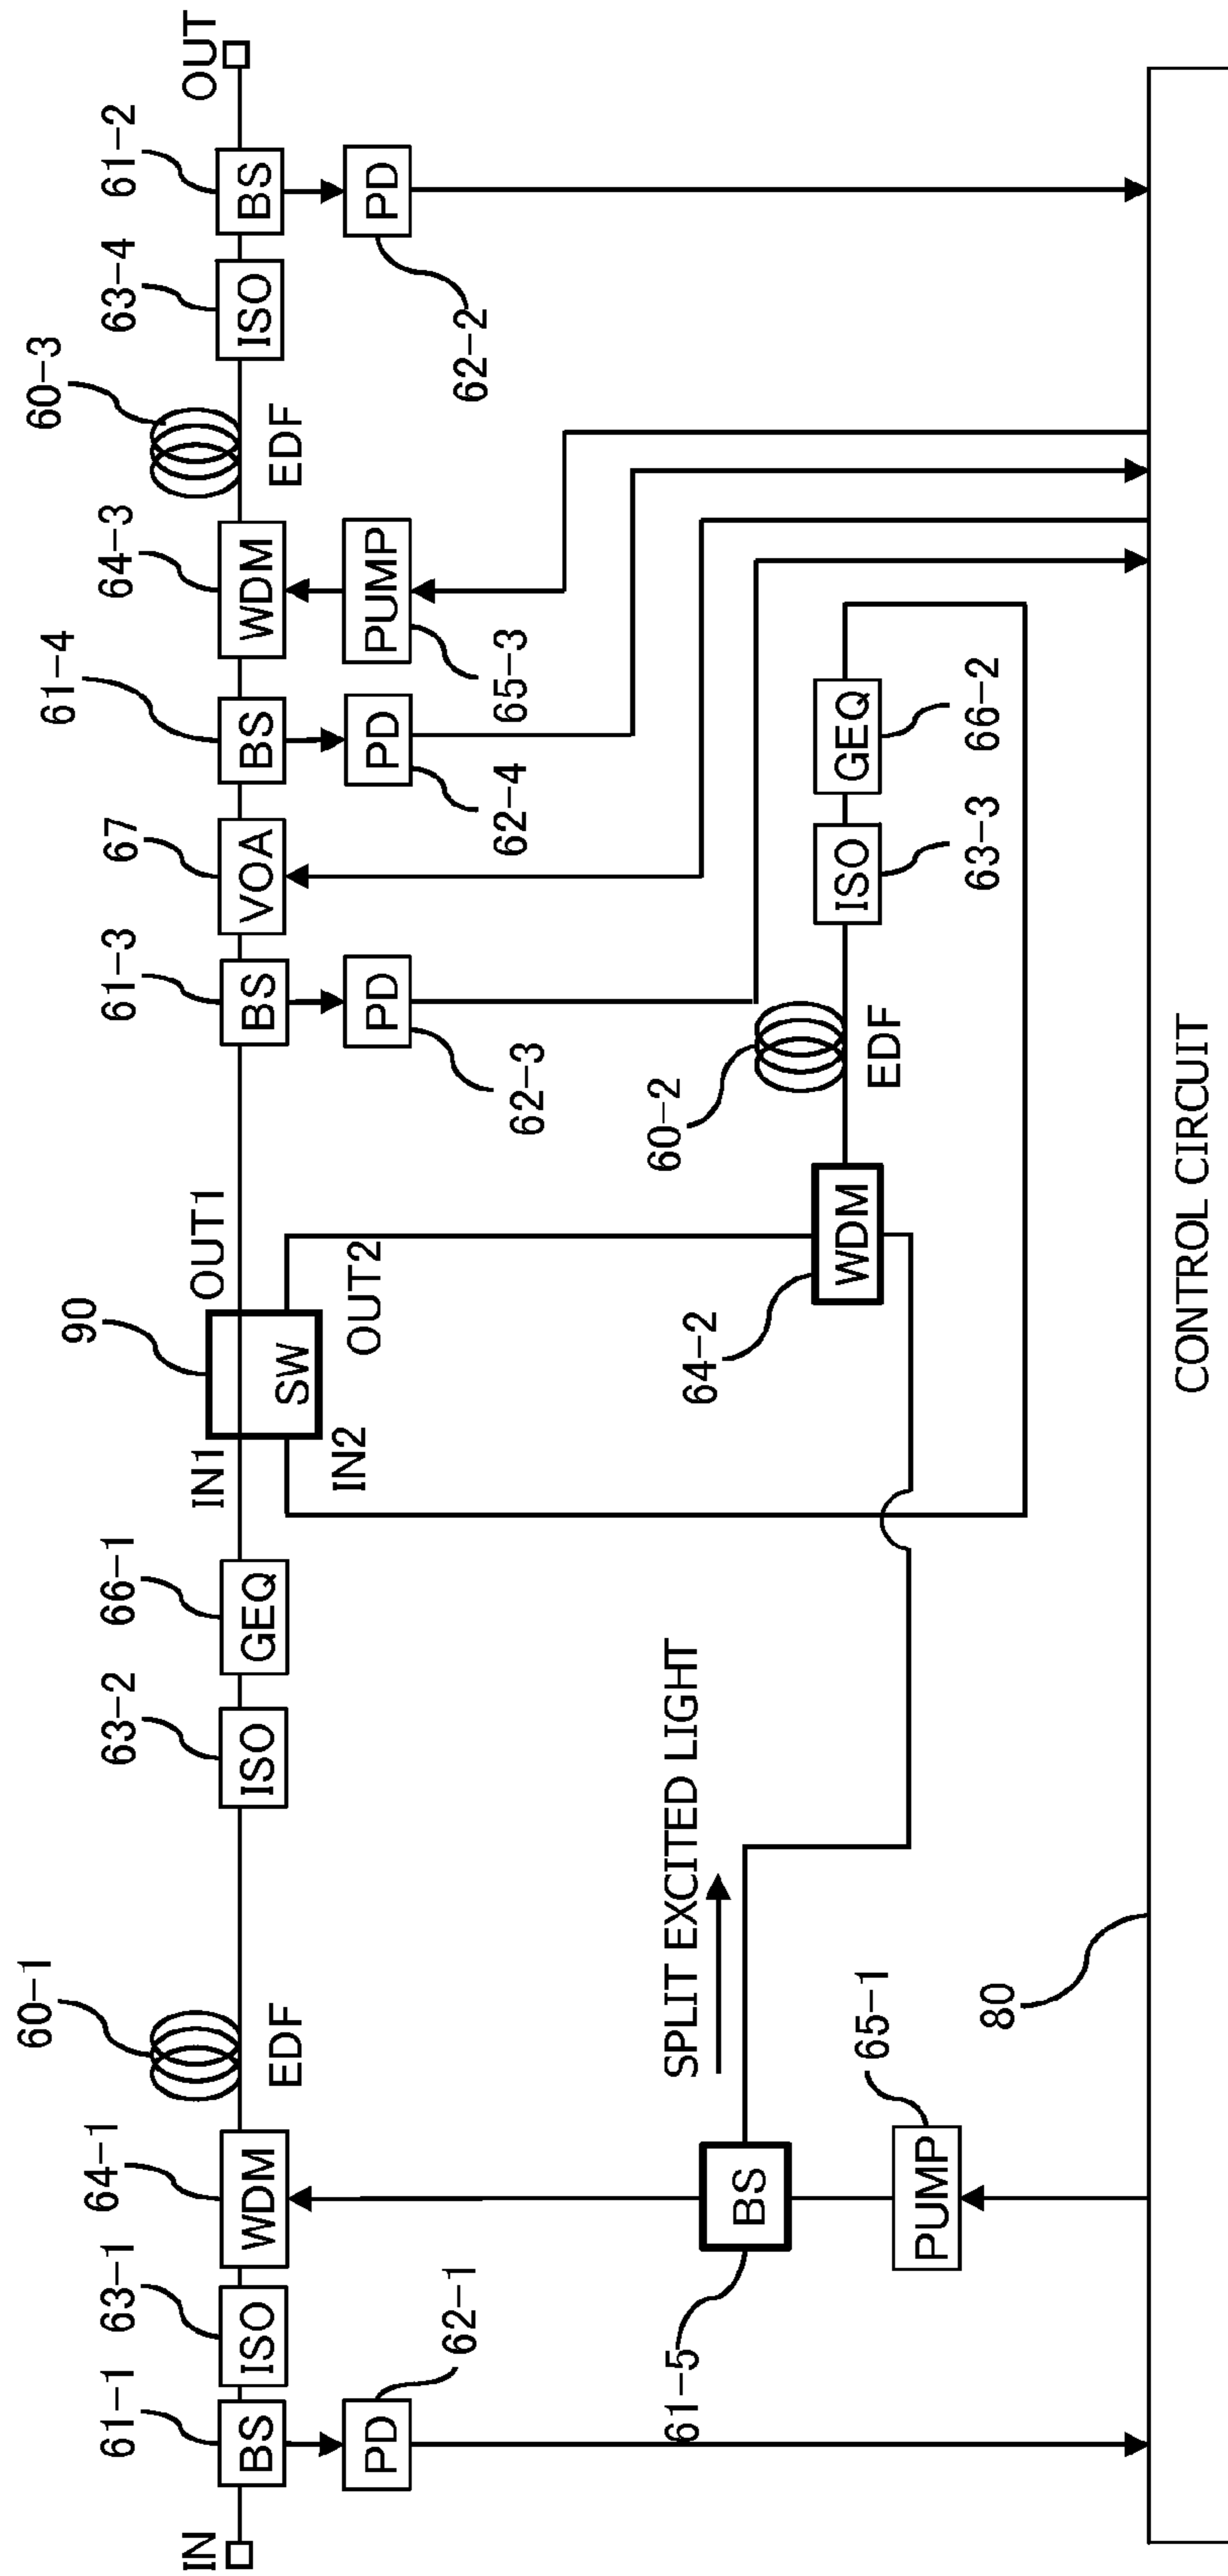 IN
61-1
BS
63-1
ISO
64-1
WDM
60-1
EDF
63-2
ISO
66-1
GEQ
IN1
90
SW
OUT1
IN2
OUT2
61-3
BS
67
VOA
61-4
BS
64-3
WDM
60-3
EDF
63-4
ISO
61-2
BS
OUT
PD
62-1
PD
62-3
PD
62-4
PUMP
65-3
PD
62-2
61-5
BS
SPLIT EXCITED LIGHT
65-1
PUMP
64-2
WDM
60-2
EDF
ISO
63-3
GEQ
66-2
80
CONTROL CIRCUIT